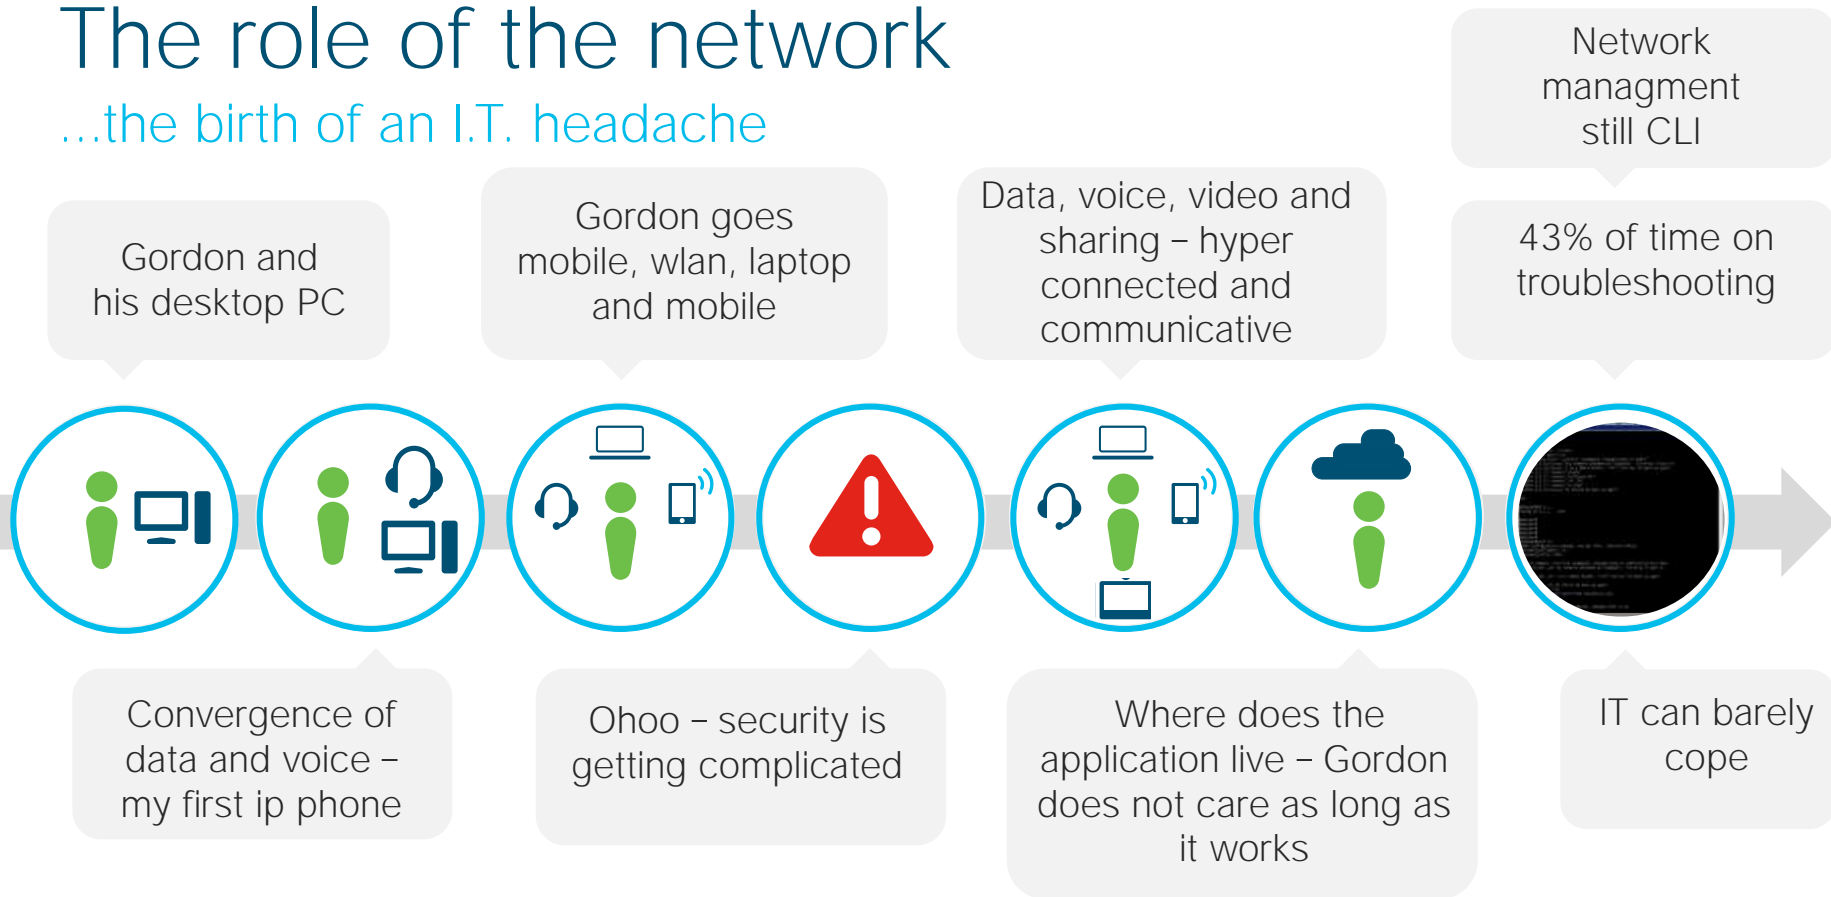 The role of the network
...the birth of an I.T. headache
Network
managment
still CLI
Gordon and
his desktop PC
Gordon goes
mobile, wlan, laptop
and mobile
Data, voice, video and
sharing – hyper
connected and
communicative
43% of time on
troubleshooting
Convergence of
data and voice –
my first ip phone
Ohoo – security is
getting complicated
Where does the
application live – Gordon
does not care as long as
it works
IT can barely
cope